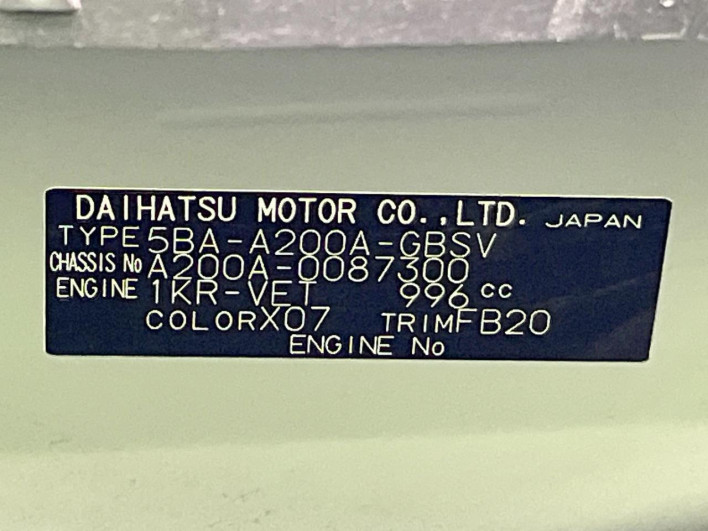 DAIHATSU MOTOR CO.,LTD. JAPAN
TYPE 5BA-A200A-GBSV
CHASSIS No A200A-0087300
ENGINE 1KR-VET 996 cc
COLOR X07 TRIM FB20
ENGINE No